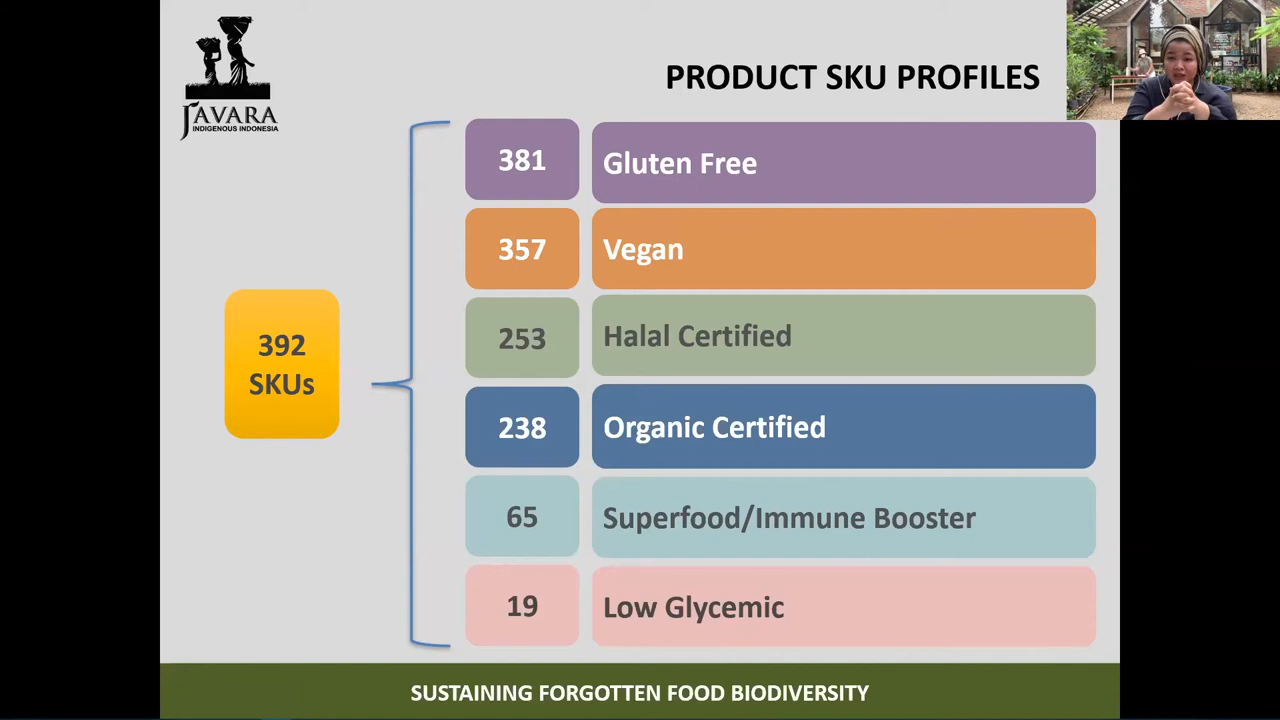 JAVARA
INDIGENOUS INDONESIA
PRODUCT SKU PROFILES
392
SKUs
381
Gluten Free
357
Vegan
253
Halal Certified
238
Organic Certified
65
Superfood/Immune Booster
19
Low Glycemic
SUSTAINING FORGOTTEN FOOD BIODIVERSITY